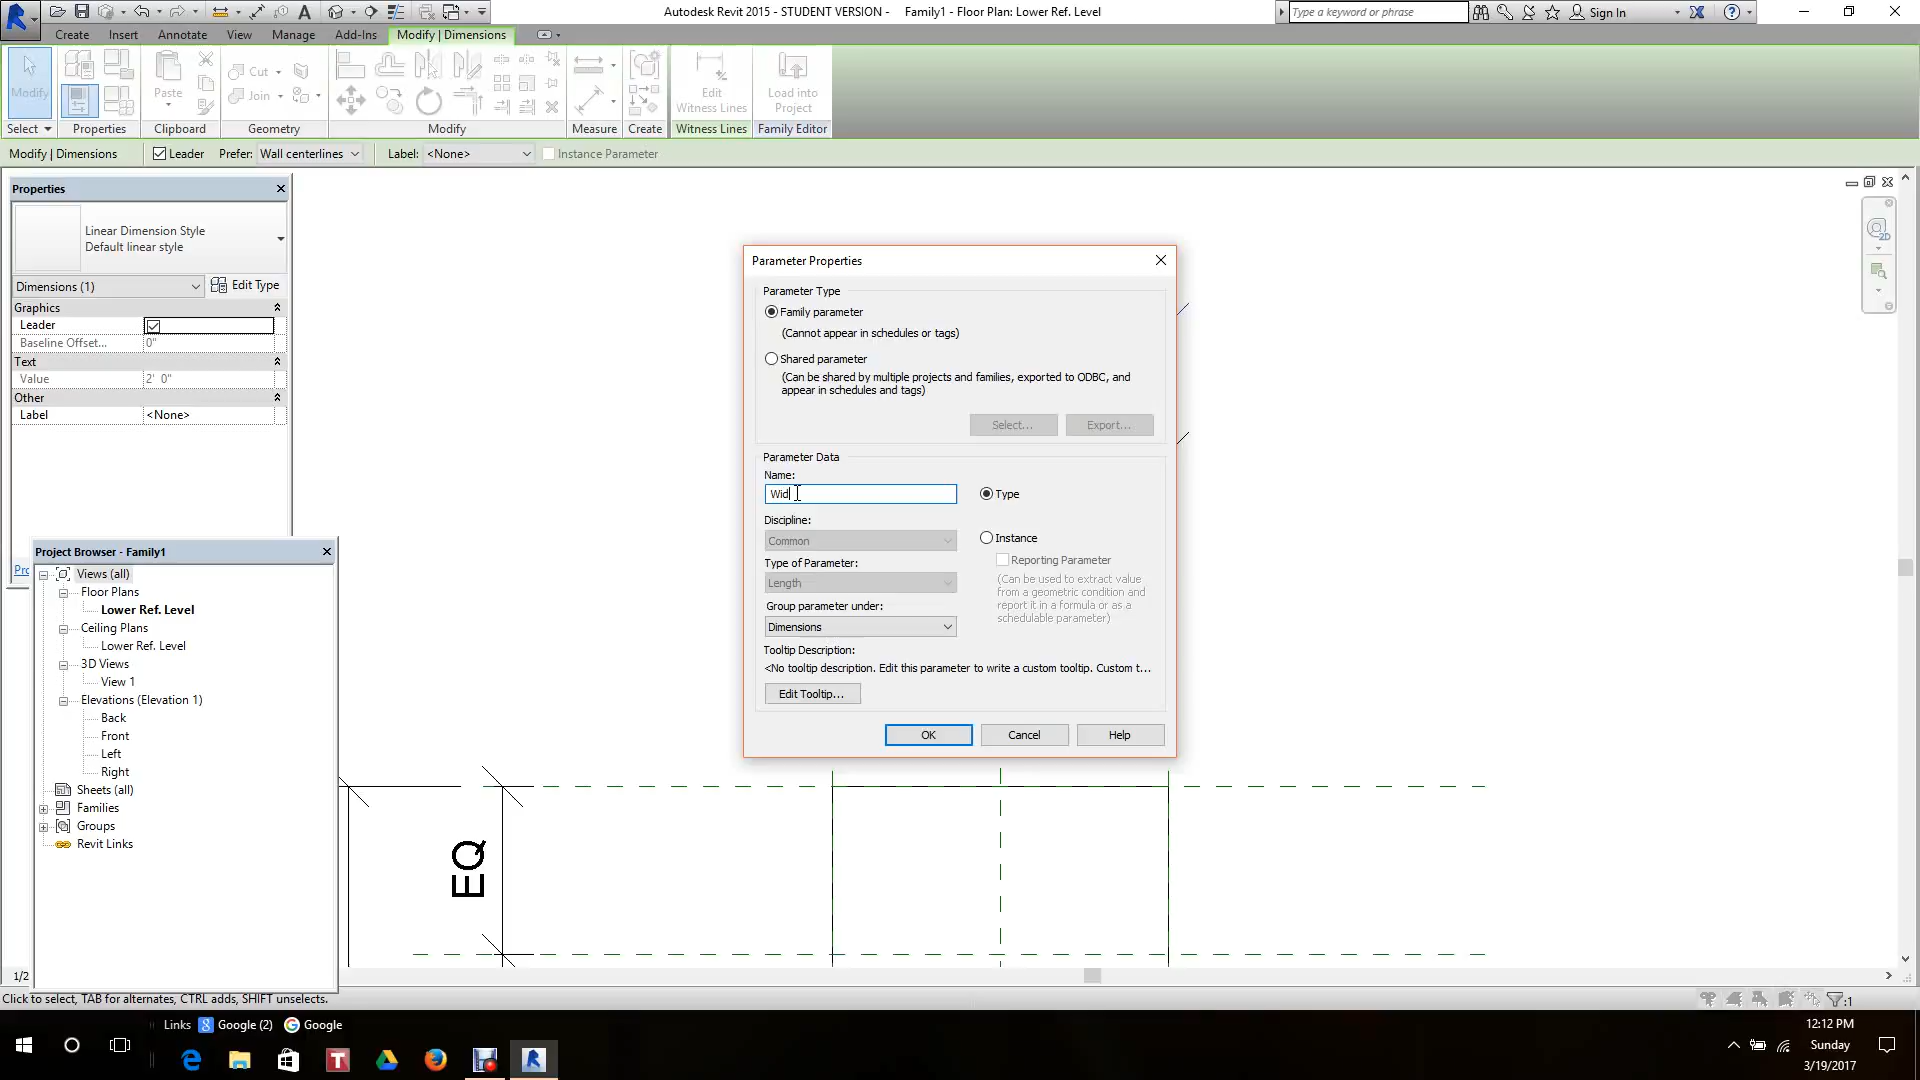 Autodesk Revit 2015 - STUDENT VERSION - Family1 - Floor Plan: Lower Ref. Level
Type a keyword or phrase
Sign In
Create Insert Annotate View Manage Add-Ins Modify | Dimensions
Modify
Paste
Cut
Join
Edit
Witness Lines
Load into
Project
Select Properties Clipboard Geometry Modify Measure Create Witness Lines Family Editor
Modify | Dimensions Leader Prefer: Wall centerlines Label: <None> Instance Parameter
Properties
Linear Dimension Style
Default linear style
Dimensions (1) Edit Type
Graphics
Leader
Baseline Offset... 0"
Text
Value 2' 0"
Other
Label <None>
Pro
Project Browser - Family1
Views (all)
Floor Plans
Lower Ref. Level
Ceiling Plans
Lower Ref. Level
3D Views
View 1
Elevations (Elevation 1)
Back
Front
Left
Right
Sheets (all)
Families
Groups
Revit Links
Parameter Properties
Parameter Type
Family parameter
(Cannot appear in schedules or tags)
Shared parameter
(Can be shared by multiple projects and families, exported to ODBC, and
appear in schedules and tags)
Select... Export...
Parameter Data
Name:
Wid
Type
Discipline:
Common
Instance
Reporting Parameter
(Can be used to extract value
from a geometric condition and
report it in a formula or as a
schedulable parameter)
Type of Parameter:
Length
Group parameter under:
Dimensions
Tooltip Description:
<No tooltip description. Edit this parameter to write a custom tooltip. Custom t...
Edit Tooltip...
OK Cancel Help
EQ
2D
1/2
Click to select, TAB for alternates, CTRL adds, SHIFT unselects.
:1
Links Google (2) Google
12:12 PM
Sunday
3/19/2017